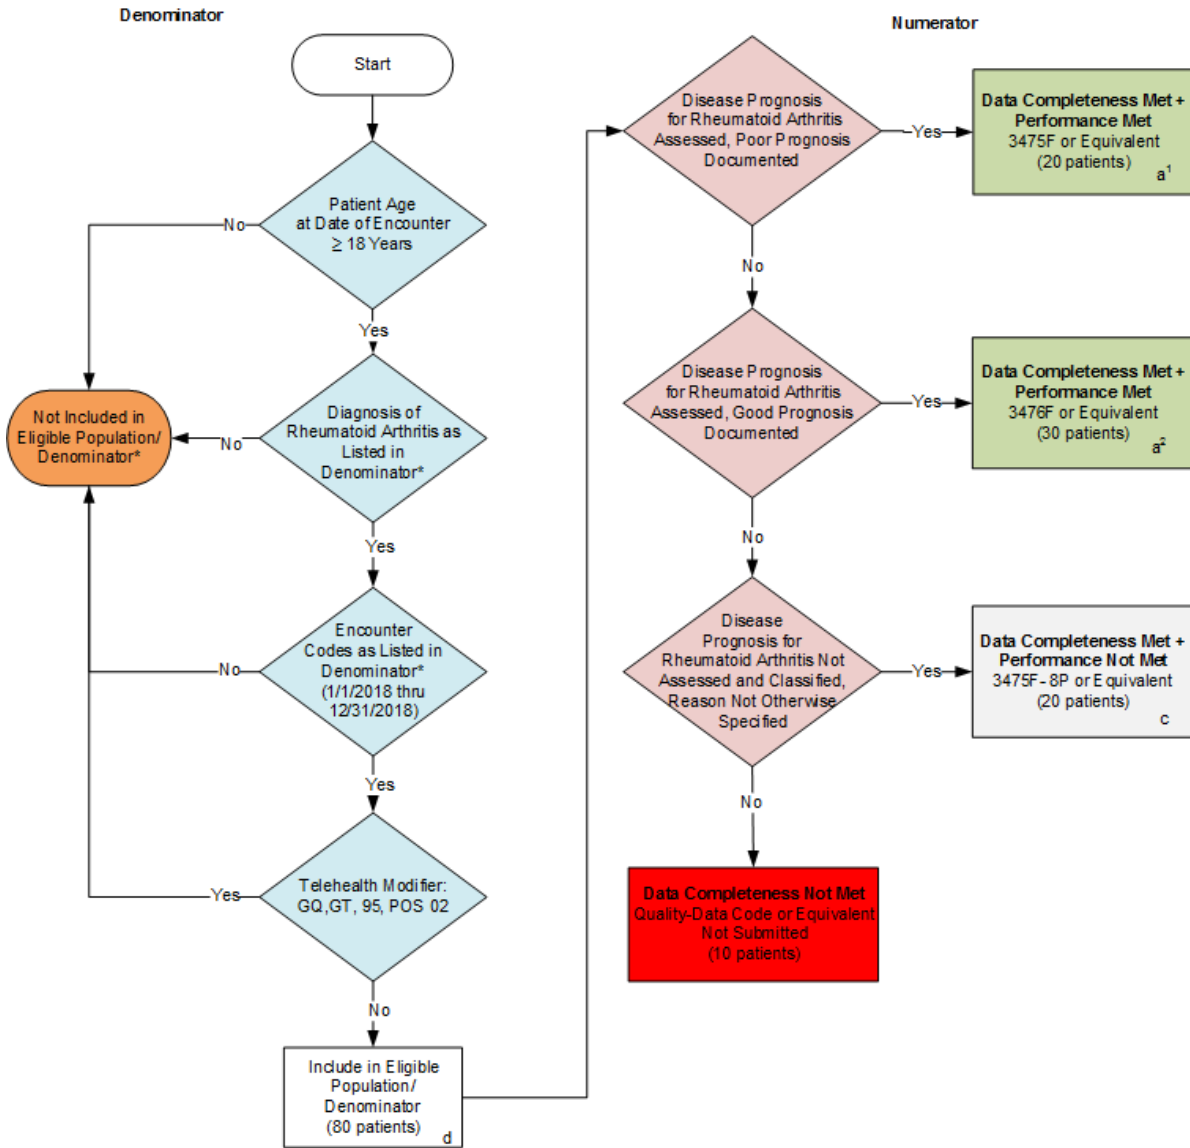 Denominator
Start
Patient Age
at Date of Encounter
≥ 18 Years
No
Yes
Not Included in
Eligible Population/
Denominator*
No
Diagnosis of
Rheumatoid Arthritis as
Listed in
Denominator*
Yes
Encounter
Codes as Listed in
Denominator*
(1/1/2018 thru
12/31/2018)
No
Yes
Telehealth Modifier:
GQ,GT, 95, POS 02
Yes
No
Include in Eligible
Population/
Denominator
(80 patients)
d
Numerator
Disease Prognosis
for Rheumatoid Arthritis
Assessed, Poor Prognosis
Documented
Yes
Data Completeness Met +
Performance Met
3475F or Equivalent
(20 patients)
a¹
No
Disease Prognosis
for Rheumatoid Arthritis
Assessed, Good Prognosis
Documented
Yes
Data Completeness Met +
Performance Met
3476F or Equivalent
(30 patients)
a²
No
Disease
Prognosis for
Rheumatoid Arthritis Not
Assessed and Classified,
Reason Not Otherwise
Specified
Yes
Data Completeness Met +
Performance Not Met
3475F-8P or Equivalent
(20 patients)
c
No
Data Completeness Not Met
Quality-Data Code or Equivalent
Not Submitted
(10 patients)